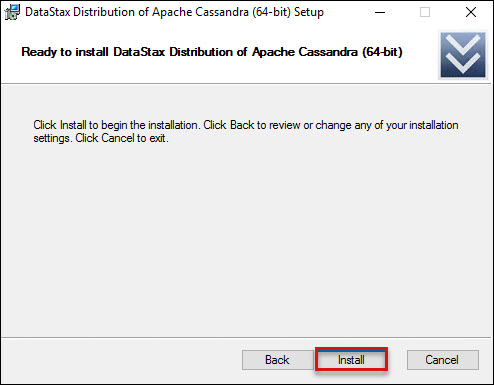 DataStax Distribution of Apache Cassandra (64-bit) Setup
Ready to install DataStax Distribution of Apache Cassandra (64-bit)
Click Install to begin the installation. Click Back to review or change any of your installation
settings. Click Cancel to exit.
Back Install Cancel